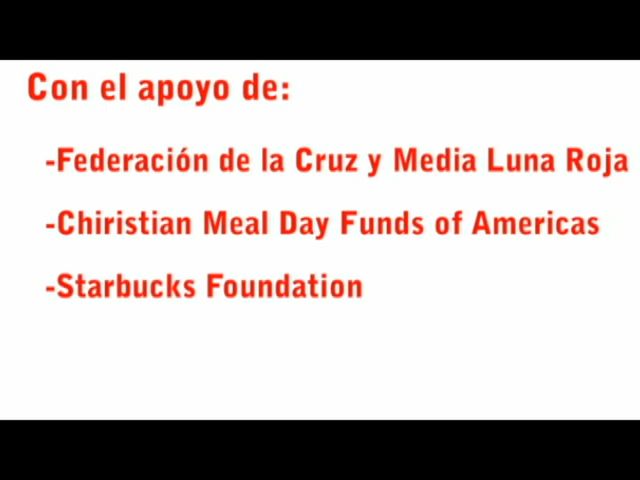 Con el apoyo de:
-Federación de la Cruz y Media Luna Roja
-Chiristian Meal Day Funds of Americas
-Starbucks Foundation